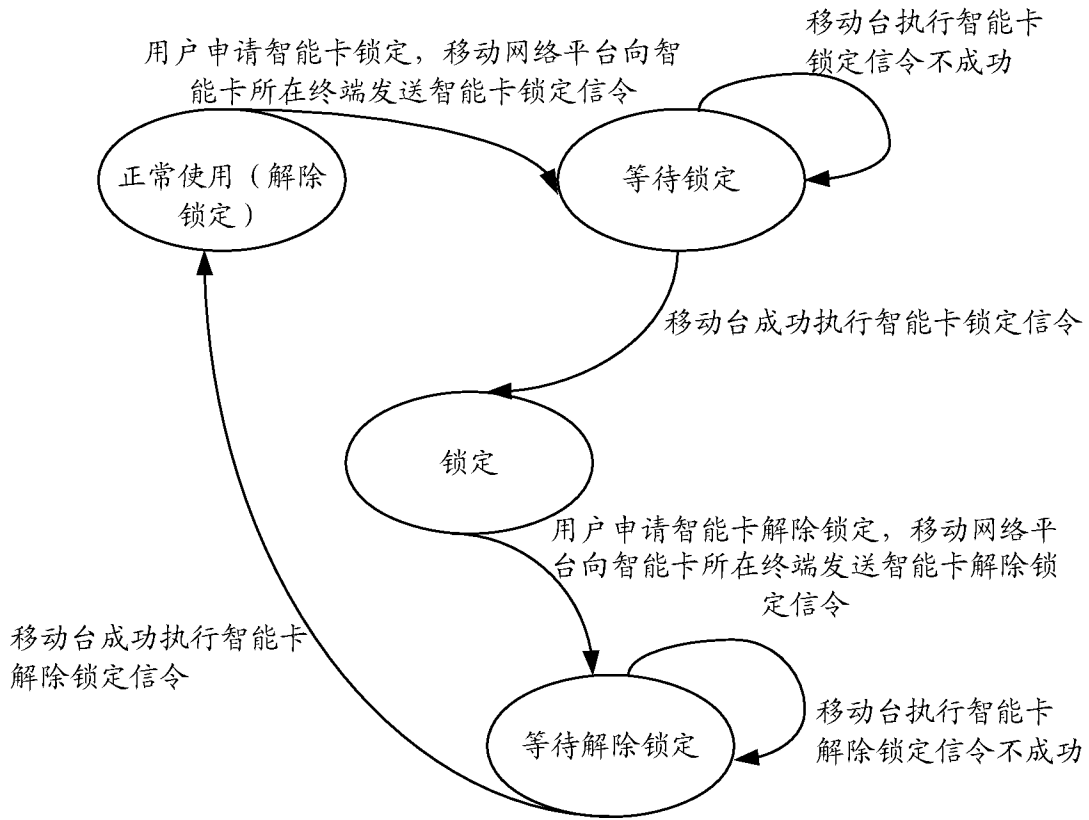 移动台执行智能卡
锁定信令不成功
用户申请智能卡锁定，移动网络平台向智
能卡所在终端发送智能卡锁定信令
正常使用（解除
锁定）
等待锁定
移动台成功执行智能卡锁定信令
锁定
用户申请智能卡解除锁定，移动网络平
台向智能卡所在终端发送智能卡解除锁
定信令
移动台成功执行智能卡
解除锁定信令
等待解除锁定
移动台执行智能卡
解除锁定信令不成功